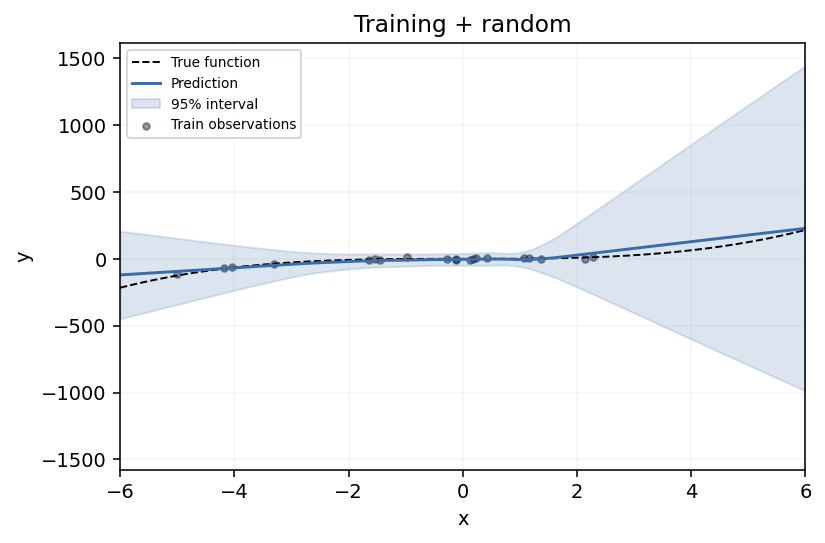 Training + random
True function
Prediction
95% interval
Train observations
y
1500
1000
500
0
−500
−1000
−1500
−6 −4 −2 0 2 4 6
x